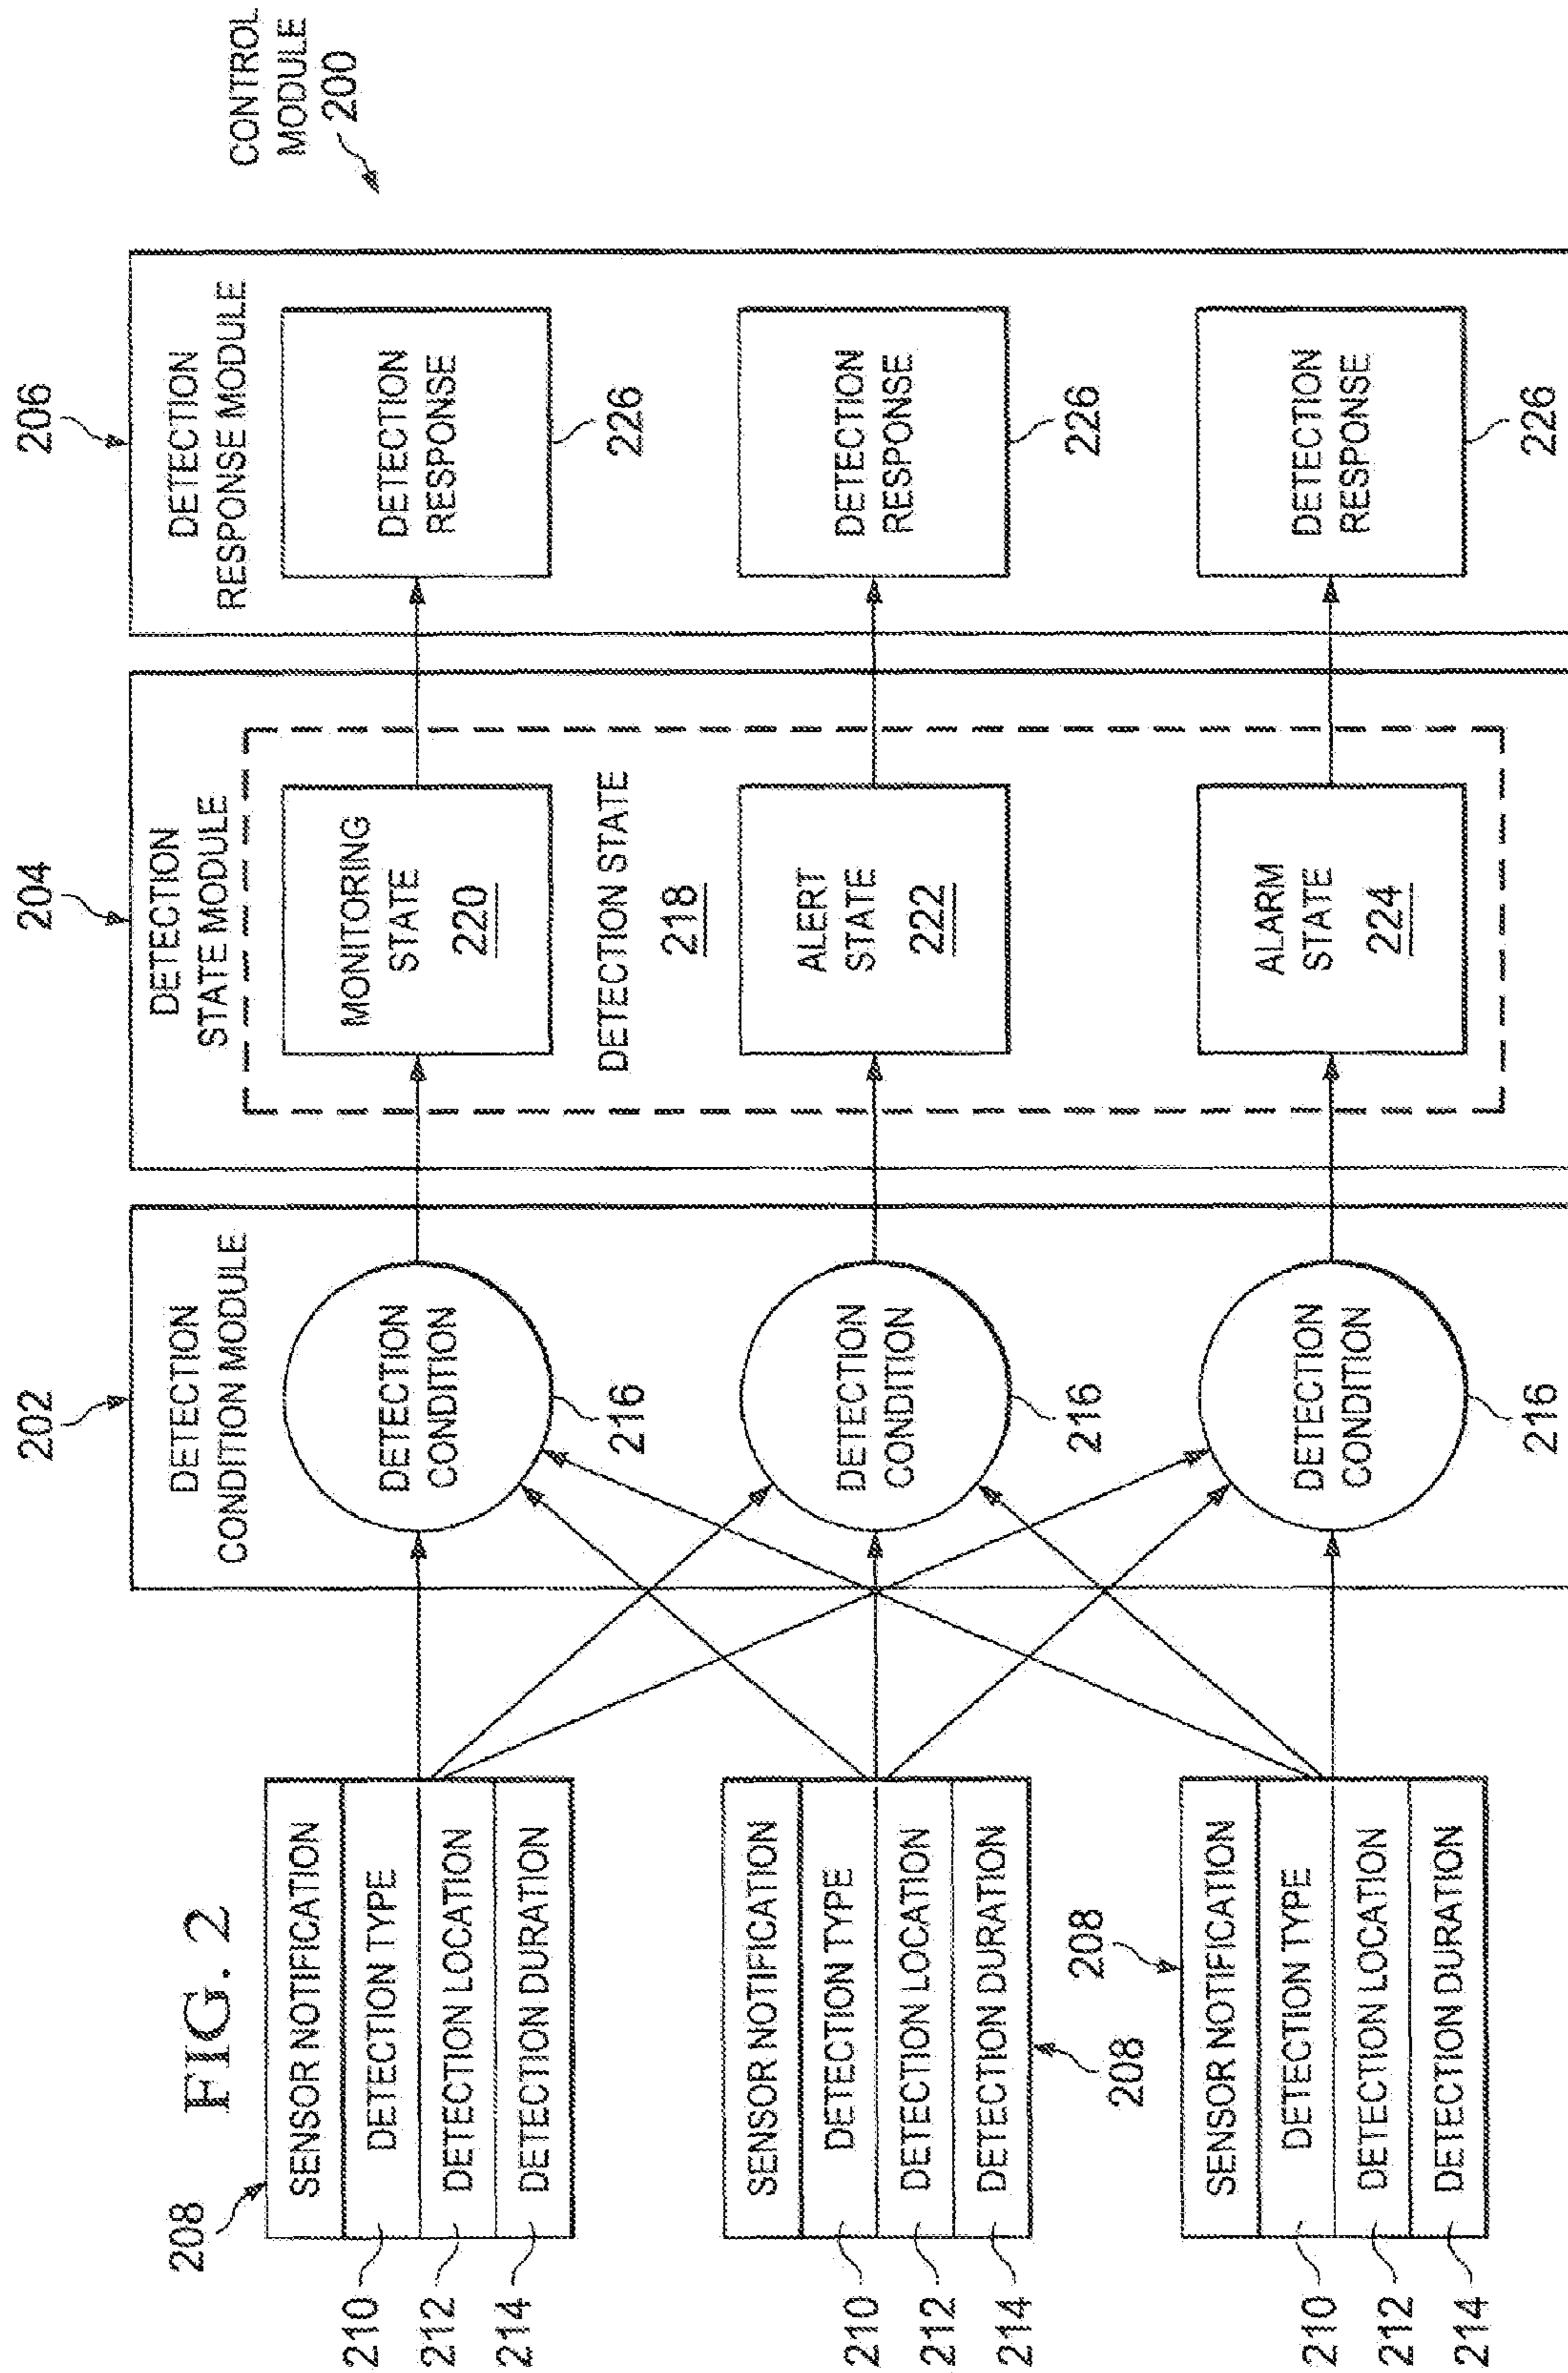 FIG. 2
CONTROL
MODULE
200
202
204
206
DETECTION
CONDITION MODULE
DETECTION
STATE MODULE
DETECTION
RESPONSE MODULE
208
SENSOR NOTIFICATION
DETECTION TYPE
DETECTION LOCATION
DETECTION DURATION
210
212
214
DETECTION
CONDITION
216
MONITORING
STATE
220
DETECTION
RESPONSE
226
DETECTION STATE
218
SENSOR NOTIFICATION
DETECTION TYPE
DETECTION LOCATION
DETECTION DURATION
210
212
214
208
DETECTION
CONDITION
216
ALERT
STATE
222
DETECTION
RESPONSE
226
208
SENSOR NOTIFICATION
DETECTION TYPE
DETECTION LOCATION
DETECTION DURATION
210
212
214
DETECTION
CONDITION
216
ALARM
STATE
224
DETECTION
RESPONSE
226